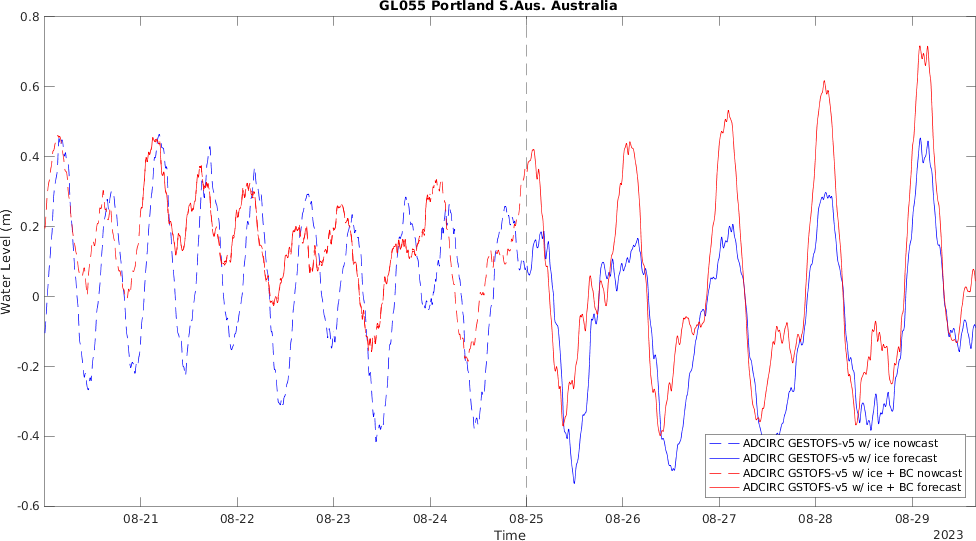 GL055 Portland S.Aus. Australia
0.8
0.6
0.4
0.2
0
-0.2
-0.4
-0.6
Water Level (m)
ADCIRC GESTOFS-v5 w/ ice nowcast
ADCIRC GESTOFS-v5 w/ ice forecast
ADCIRC GSTOFS-v5 w/ ice + BC nowcast
ADCIRC GSTOFS-v5 w/ ice + BC forecast
08-21 08-22 08-23 08-24 08-25 08-26 08-27 08-28 08-29
Time
2023